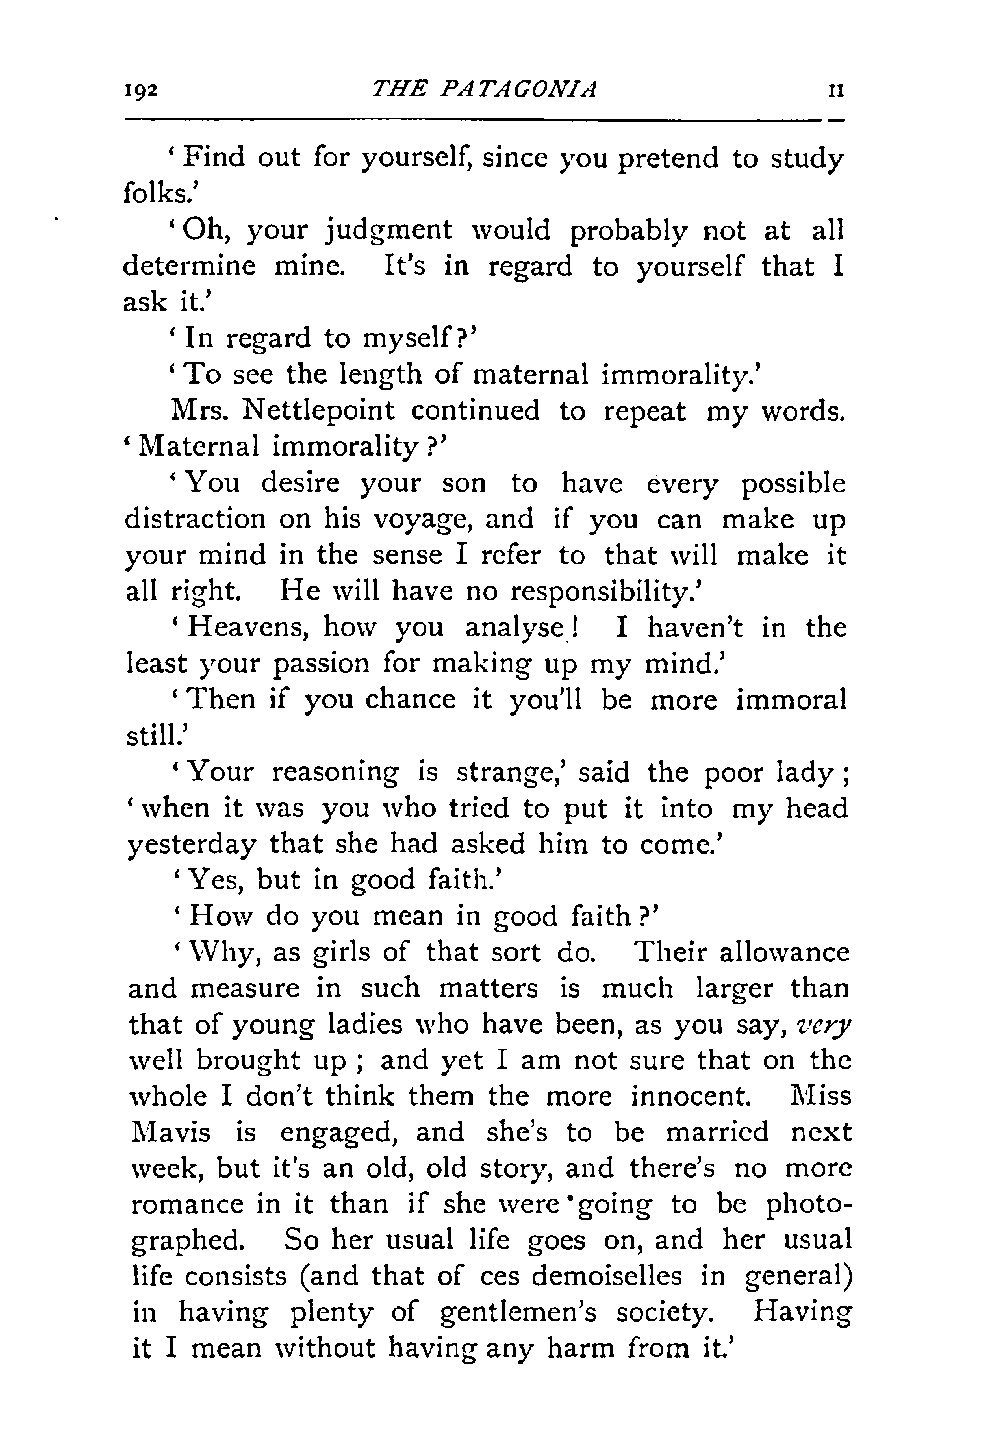 192 THE PATAGONIA II
‘Find out for yourself, since you pretend to study
folks.’
‘Oh, your judgment would probably not at all
determine mine. It’s in regard to yourself that I
ask it.’
‘In regard to myself?’
‘To see the length of maternal immorality.’
Mrs. Nettlepoint continued to repeat my words.
‘Maternal immorality?’
‘You desire your son to have every possible
distraction on his voyage, and if you can make up
your mind in the sense I refer to that will make it
all right. He will have no responsibility.’
‘Heavens, how you analyse! I haven’t in the
least your passion for making up my mind.’
‘Then if you chance it you’ll be more immoral
still.’
‘Your reasoning is strange,’ said the poor lady;
‘when it was you who tried to put it into my head
yesterday that she had asked him to come.’
‘Yes, but in good faith.’
‘How do you mean in good faith?’
‘Why, as girls of that sort do. Their allowance
and measure in such matters is much larger than
that of young ladies who have been, as you say, very
well brought up; and yet I am not sure that on the
whole I don’t think them the more innocent. Miss
Mavis is engaged, and she’s to be married next
week, but it’s an old, old story, and there’s no more
romance in it than if she were going to be photo-
graphed. So her usual life goes on, and her usual
life consists (and that of ces demoiselles in general)
in having plenty of gentlemen’s society. Having
it I mean without having any harm from it.’